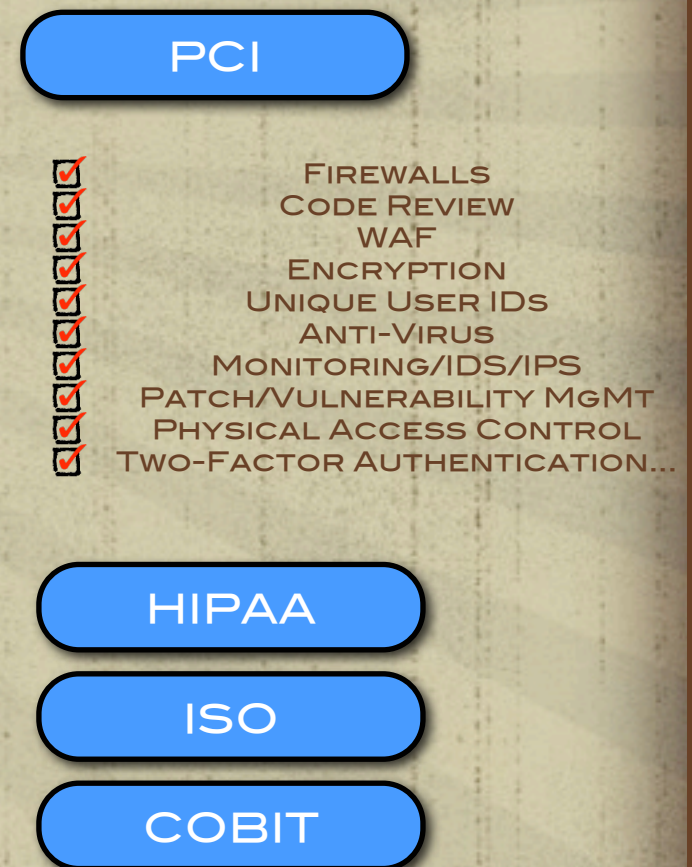 PCI
Firewalls
Code Review
WAF
Encryption
Unique User IDs
Anti-Virus
Monitoring/IDS/IPS
Patch/Vulnerability MgMt
Physical Access Control
Two-Factor Authentication...
HIPAA
ISO
COBIT